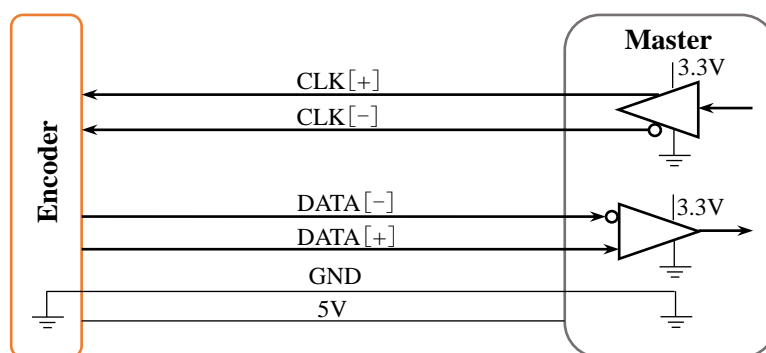 Master
3.3V
CLK[+]
CLK[-]
Encoder
DATA[-]
3.3V
DATA[+]
GND
5V